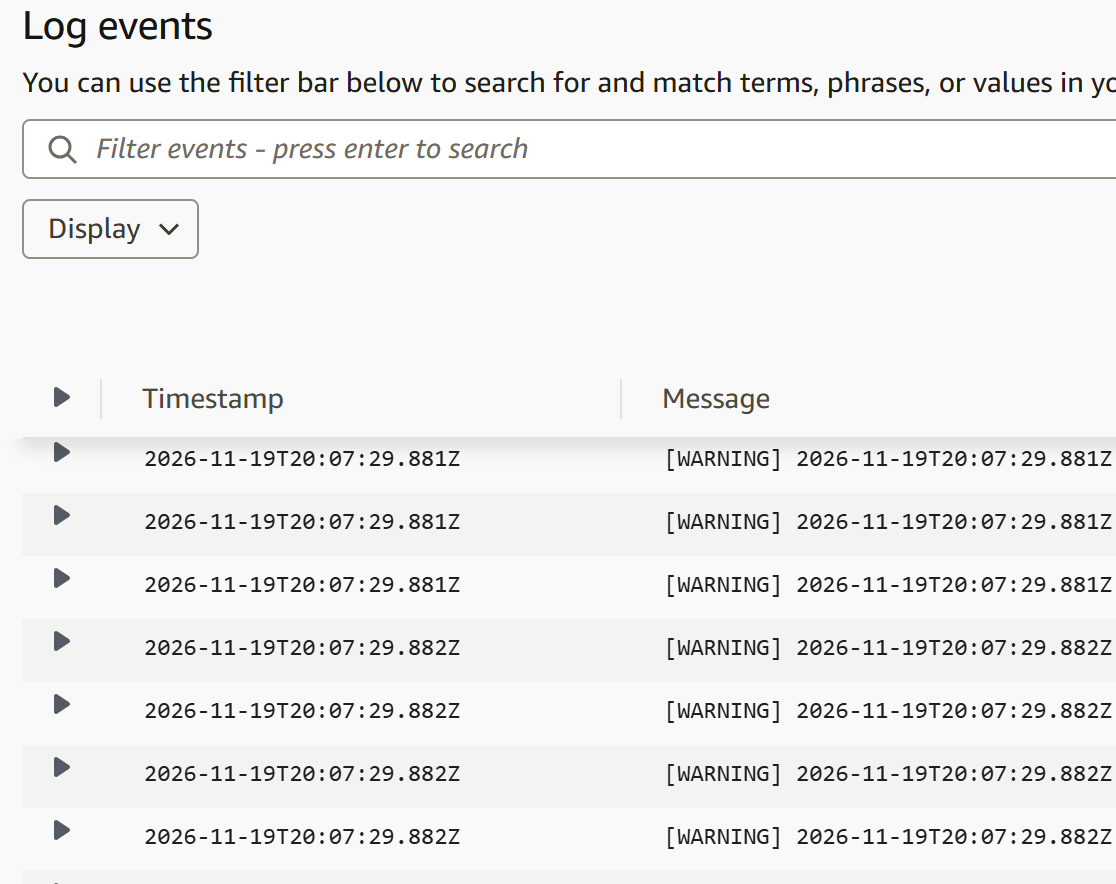 Log events
You can use the filter bar below to search for and match terms, phrases, or values in
Filter events - press enter to search
Display
Timestamp Message
2026-11-19T20:07:29.881Z [WARNING] 2026-11-19T20:07:29.881Z
2026-11-19T20:07:29.881Z [WARNING] 2026-11-19T20:07:29.881Z
2026-11-19T20:07:29.881Z [WARNING] 2026-11-19T20:07:29.881Z
2026-11-19T20:07:29.882Z [WARNING] 2026-11-19T20:07:29.882Z
2026-11-19T20:07:29.882Z [WARNING] 2026-11-19T20:07:29.882Z
2026-11-19T20:07:29.882Z [WARNING] 2026-11-19T20:07:29.882Z
2026-11-19T20:07:29.882Z [WARNING] 2026-11-19T20:07:29.882Z